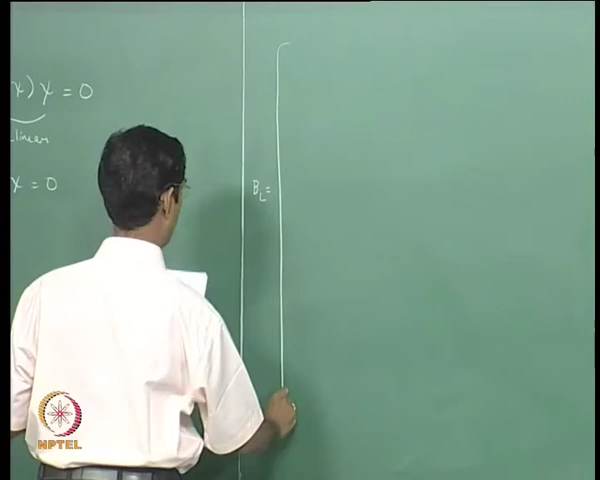 x) x = 0
linear
x = 0
B_L =
NPTEL